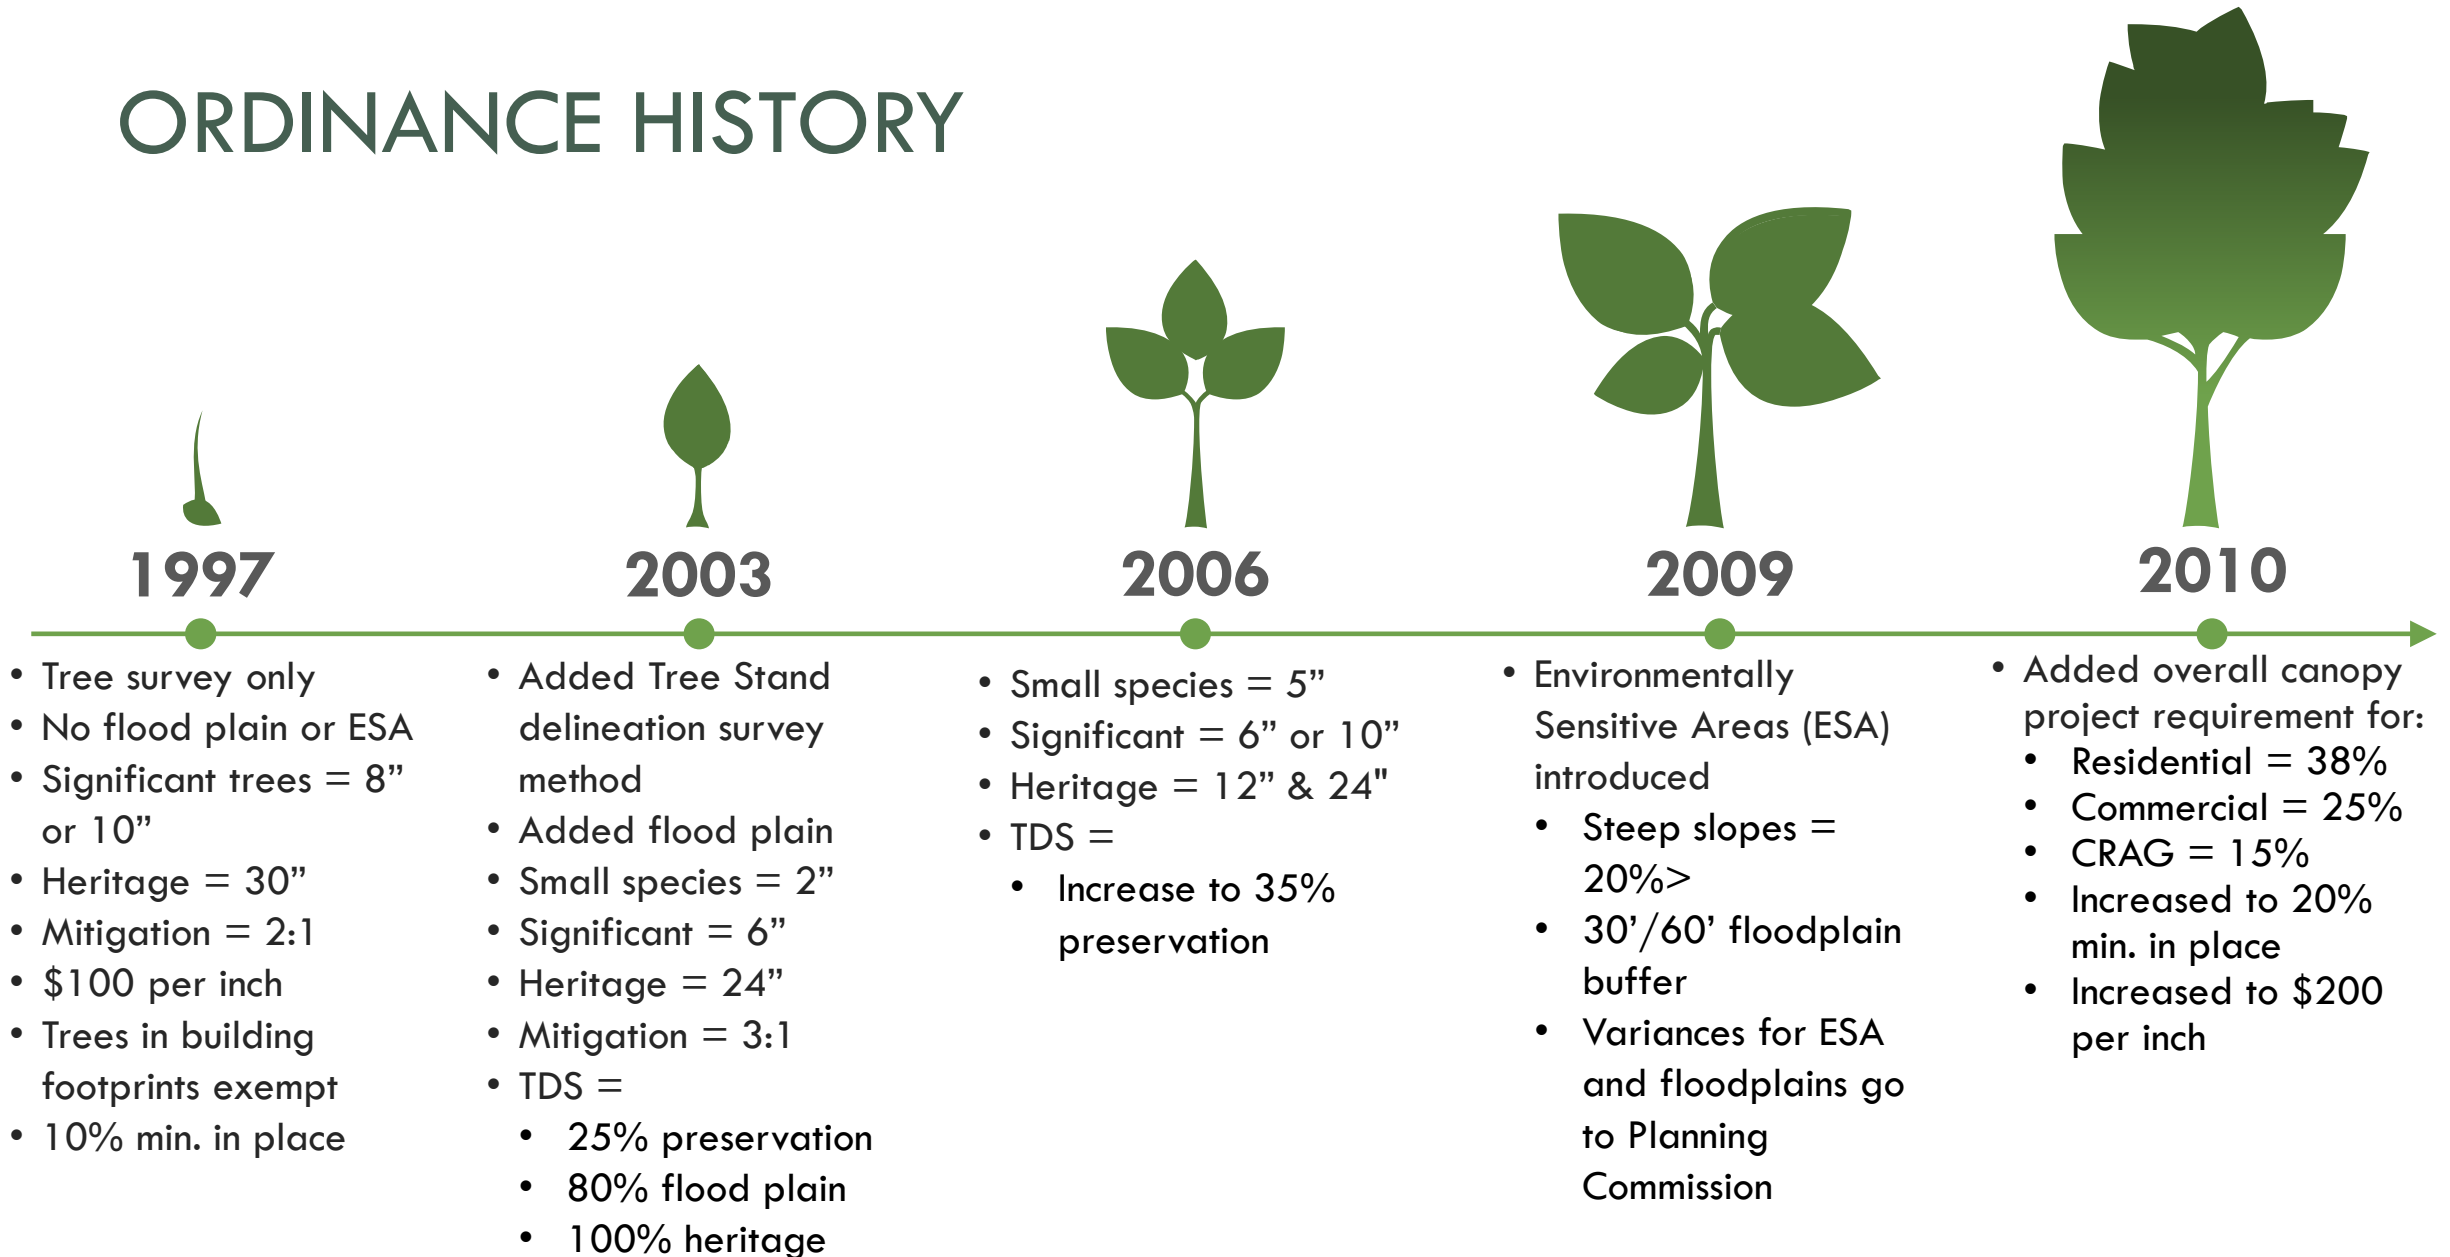 ORDINANCE HISTORY
1997
• Tree survey only
• No flood plain or ESA
• Significant trees = 8”
or 10”
• Heritage = 30”
• Mitigation = 2:1
• $100 per inch
• Trees in building
footprints exempt
• 10% min. in place
2003
• Added Tree Stand
delineation survey
method
• Added flood plain
• Small species = 2”
• Significant = 6”
• Heritage = 24”
• Mitigation = 3:1
• TDS =
• 25% preservation
• 80% flood plain
• 100% heritage
2006
• Small species = 5”
• Significant = 6” or 10”
• Heritage = 12” & 24"
• TDS =
• Increase to 35%
preservation
2009
• Environmentally
Sensitive Areas (ESA)
introduced
• Steep slopes =
20%>
• 30’/60’ floodplain
buffer
• Variances for ESA
and floodplains go
to Planning
Commission
2010
• Added overall canopy
project requirement for:
• Residential = 38%
• Commercial = 25%
• CRAG = 15%
• Increased to 20%
min. in place
• Increased to $200
per inch